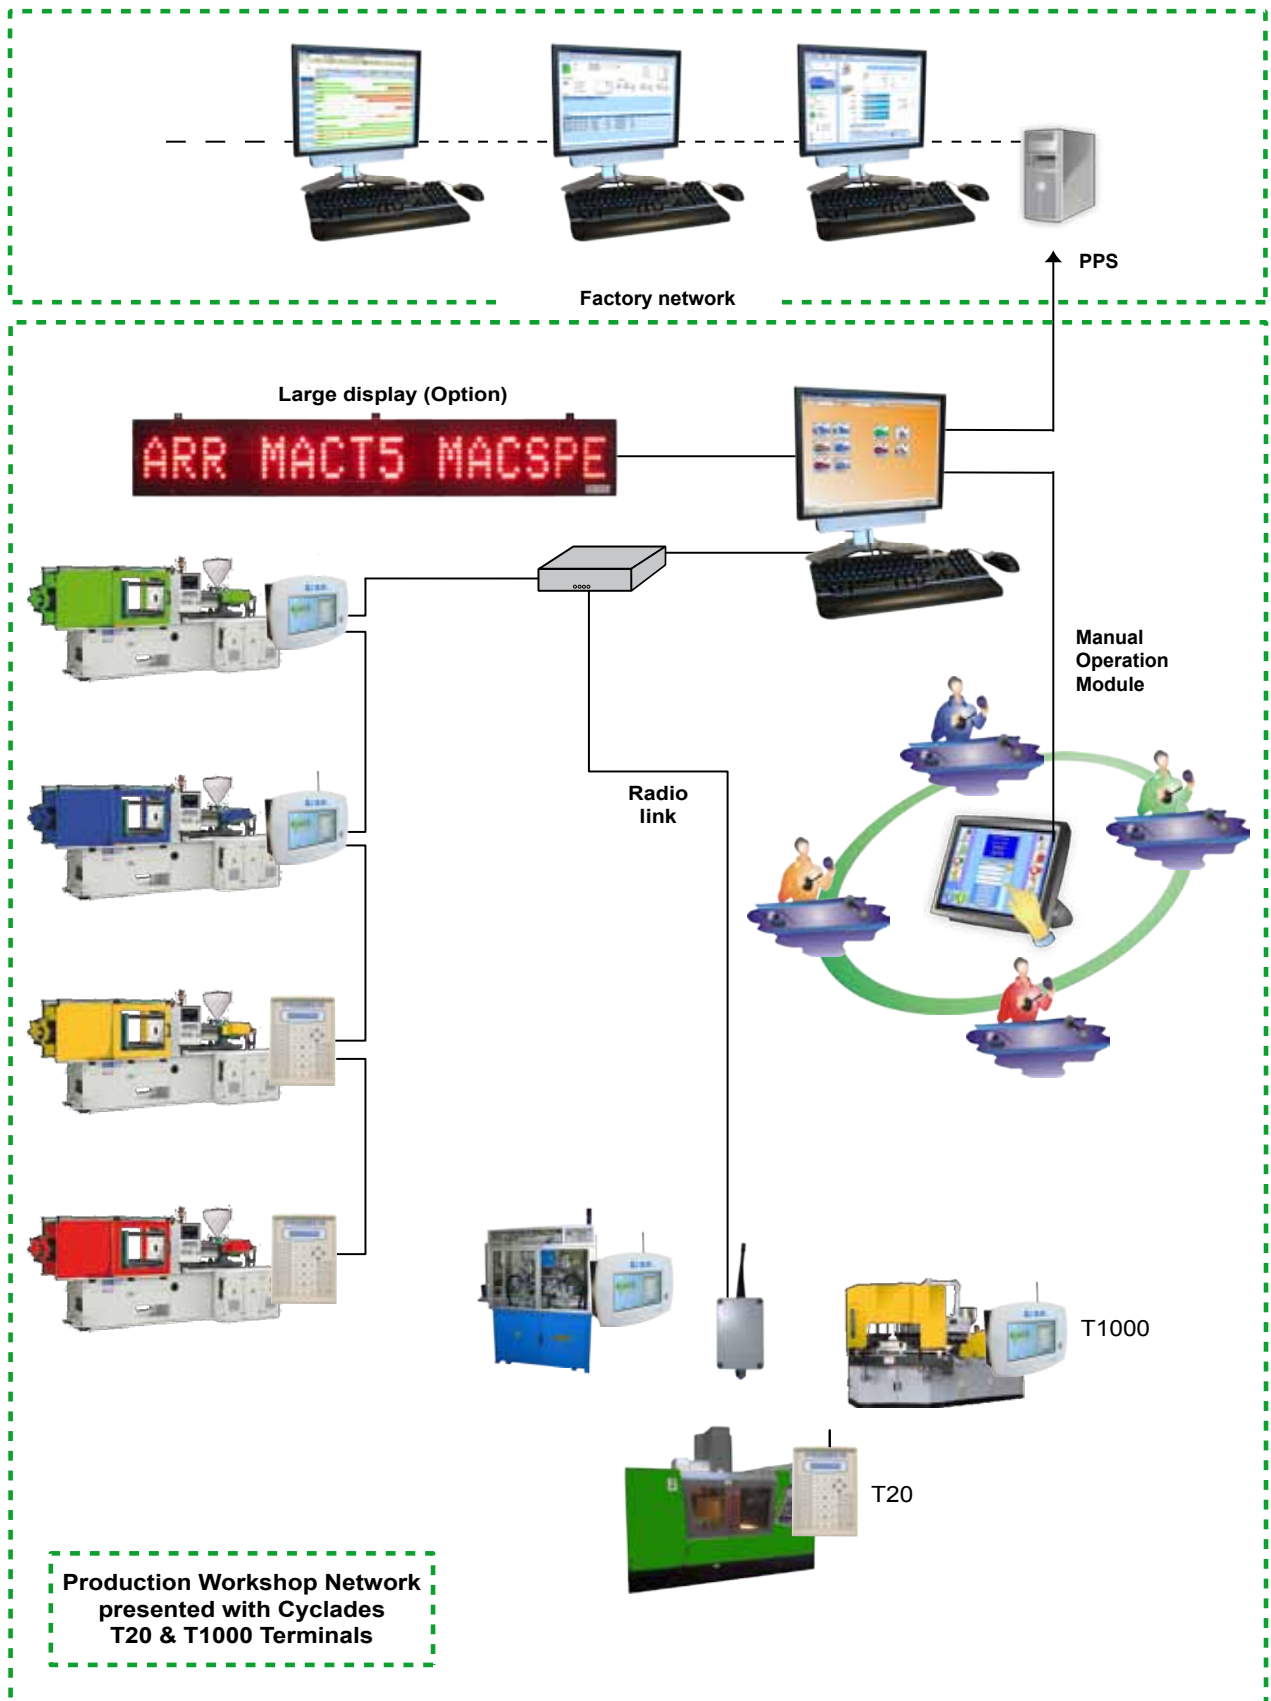 PPS
Factory network
Large display (Option)
ARR MACT5 MACSPE
Manual
Operation
Module
Radio
link
T1000
T20
Production Workshop Network
presented with Cyclades
T20 & T1000 Terminals